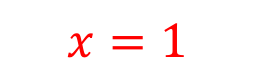 x = 1